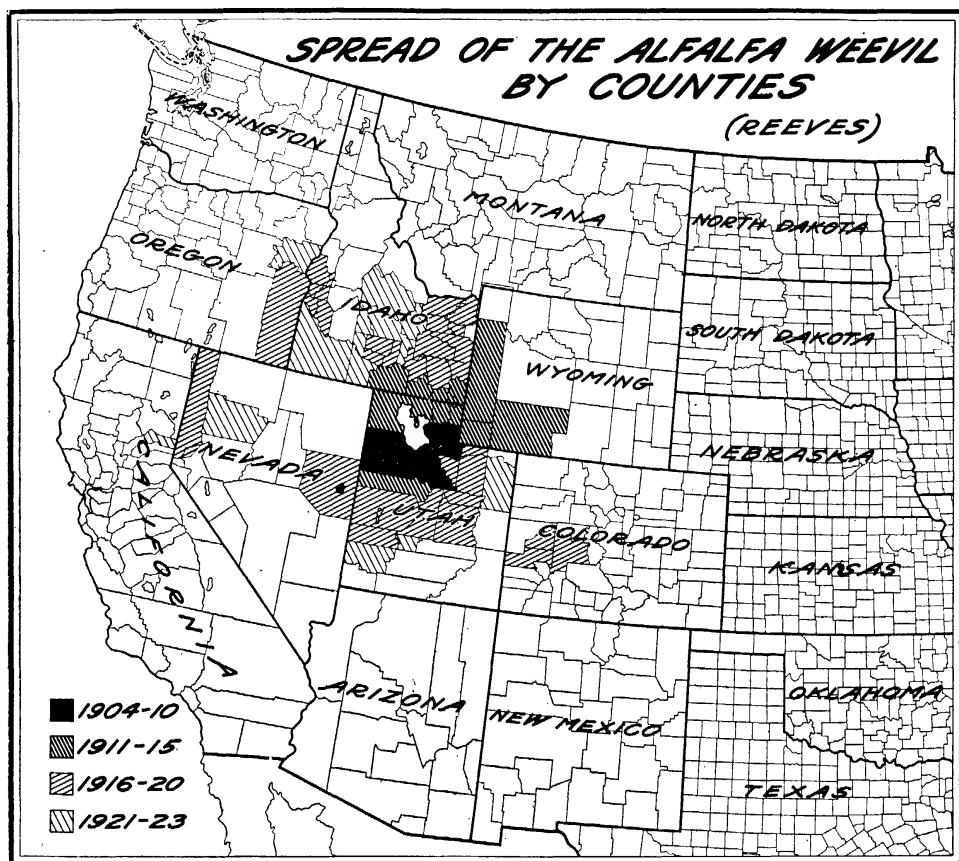 SPREAD OF THE ALFALFA WEEVIL
BY COUNTIES
(REEVES)
WASHINGTON
MONTANA
NORTH DAKOTA
OREGON
IDAHO
SOUTH DAKOTA
WYOMING
NEBRASKA
NEVADA
UTAH
COLORADO
KANSAS
CALIFORNIA
ARIZONA
NEW MEXICO
OKLAHOMA
TEXAS
1904-10
1911-15
1916-20
1921-23